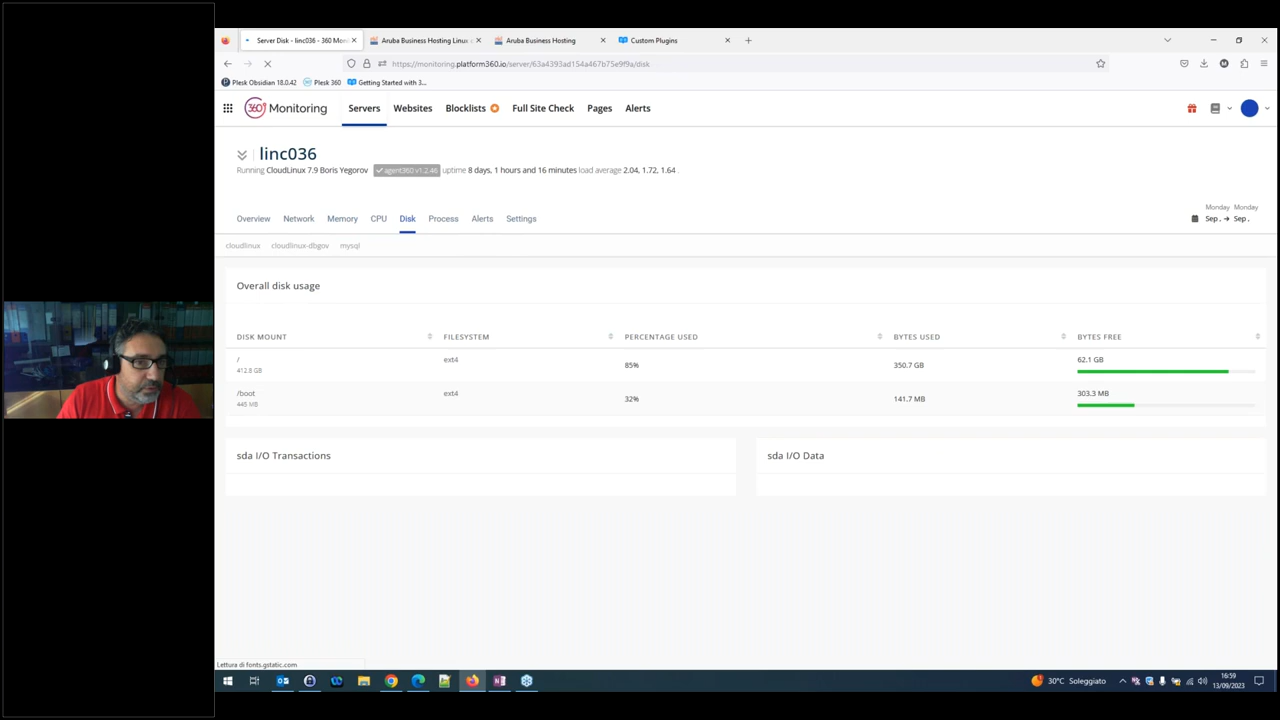 Server Disk - linc036 - 360 Mon
Aruba Business Hosting Linux
Aruba Business Hosting
Custom Plugins
https://monitoring.platform360.io/server/63a4393ad154a467b75e9f9a/disk
Plesk Obsidian 18.0.42
Plesk 360
Getting Started with 3...
360° Monitoring
Servers
Websites
Blocklists
Full Site Check
Pages
Alerts
linc036
Running CloudLinux 7.9 Boris Yegorov agent360 v1.2.46 uptime 8 days, 1 hours and 16 minutes load average 2.04, 1.72, 1.64
Overview
Network
Memory
CPU
Disk
Process
Alerts
Settings
Monday Monday
Sep . → Sep .
cloudlinux
cloudlinux-dbgov
mysql
Overall disk usage
DISK MOUNT
FILESYSTEM
PERCENTAGE USED
BYTES USED
BYTES FREE
/
412.8 GB
ext4
85%
350.7 GB
62.1 GB
/boot
445 MB
ext4
32%
141.7 MB
303.3 MB
sda I/O Transactions
sda I/O Data
Lettura di fonts.gstatic.com
30°C Soleggiato
16:59
13/09/2023